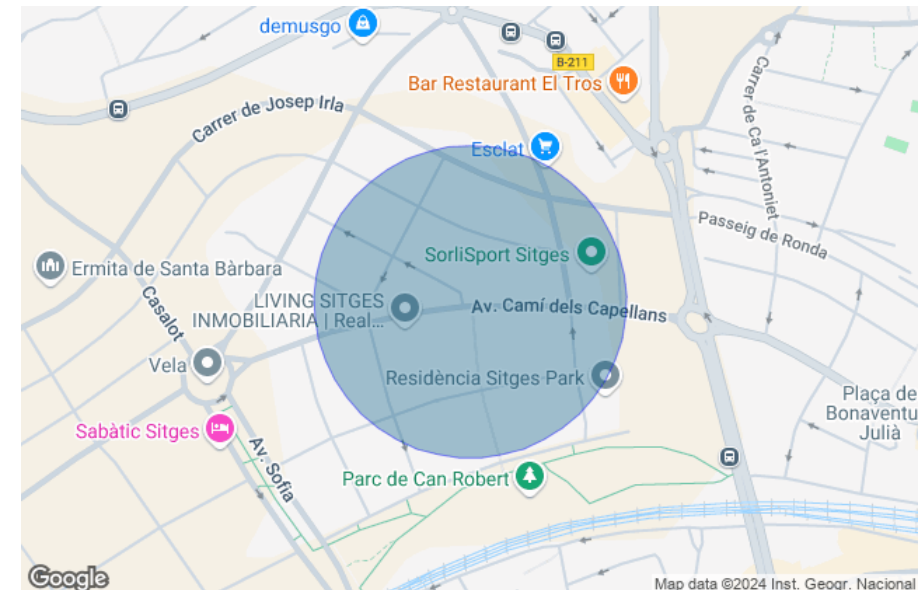 demusgo
B-211
Bar Restaurant El Tros
Carrer de Ca l'Antoniet
Carrer de Josep Irla
Esclat
Passeig de Ronda
SorliSport Sitges
Ermita de Santa Bàrbara
Casalot
LIVING SITGES
INMOBILIARIA | Real...
Av. Camí dels Capellans
Vela
Residència Sitges Park
Plaça de
Bonaventu
Julià
Sabàtic Sitges
Av. Sofia
Parc de Can Robert
Google
Map data ©2024 Inst. Geogr. Nacional